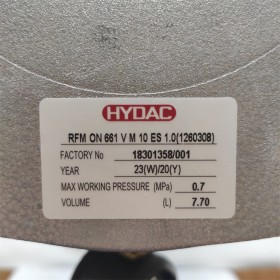 HYDAC
RFM ON 661 V M 10 ES 1.0(1260308)
FACTORY No 18301358/001
YEAR 23(W)/20(Y)
MAX WORKING PRESSURE (MPa) 0.7
VOLUME (L) 7.70